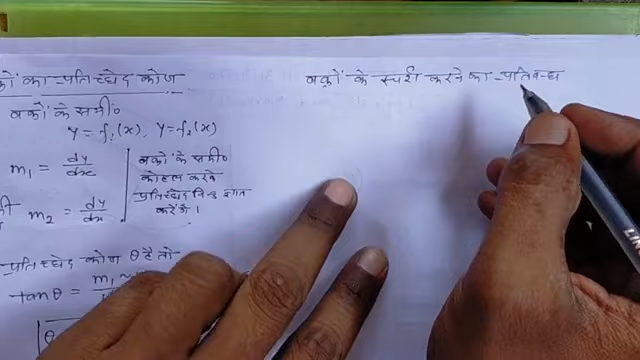 का प्रतिच्छेद कोण
वक्रों के समी०
y = f₁(x), y = f₂(x)
m₁ = dy/dx
m₂ = dy/dx
वक्रों के समी०
को हल करके
प्रतिच्छेद बिन्दु ज्ञात
करेंगे।
प्रतिच्छेद कोण θ है तो
tanθ = m₁
वक्रों के स्पर्श करने का प्रतिबन्ध